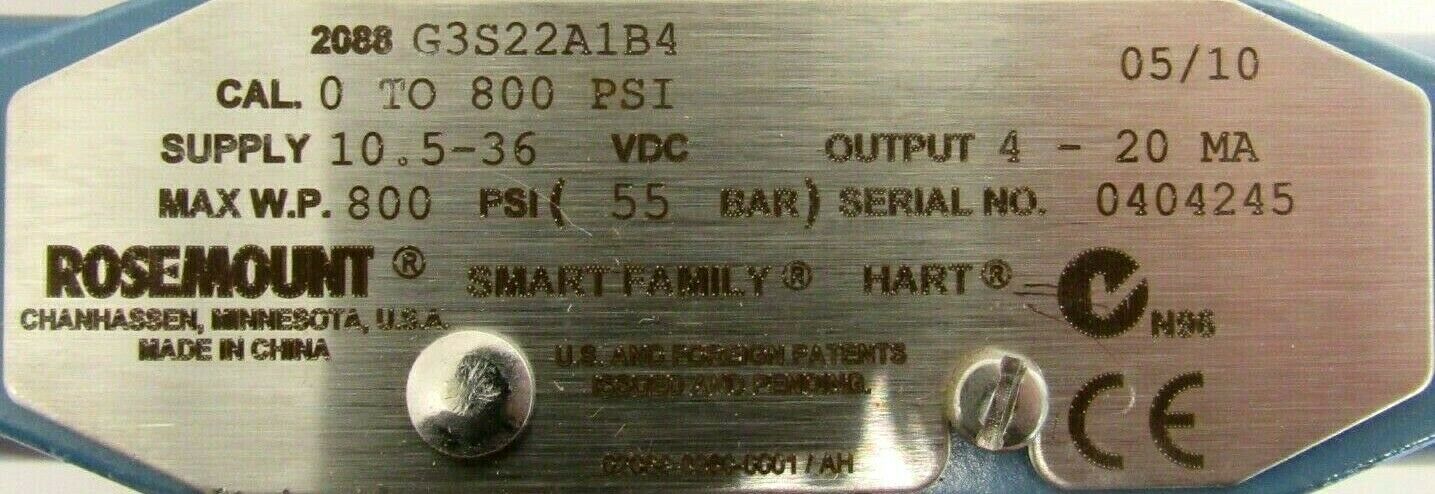 2088 G3S22A1B4
05/10
CAL. 0 TO 800 PSI
SUPPLY 10.5-36 VDC OUTPUT 4 - 20 MA
MAX W.P. 800 PSI ( 55 BAR) SERIAL NO. 0404245
ROSEMOUNT® SMART FAMILY® HART®
N96
CHANHASSEN, MINNESOTA, U.S.A.
MADE IN CHINA
U.S. AND FOREIGN PATENTS
ISSUED AND PENDING.
CE
/ AH